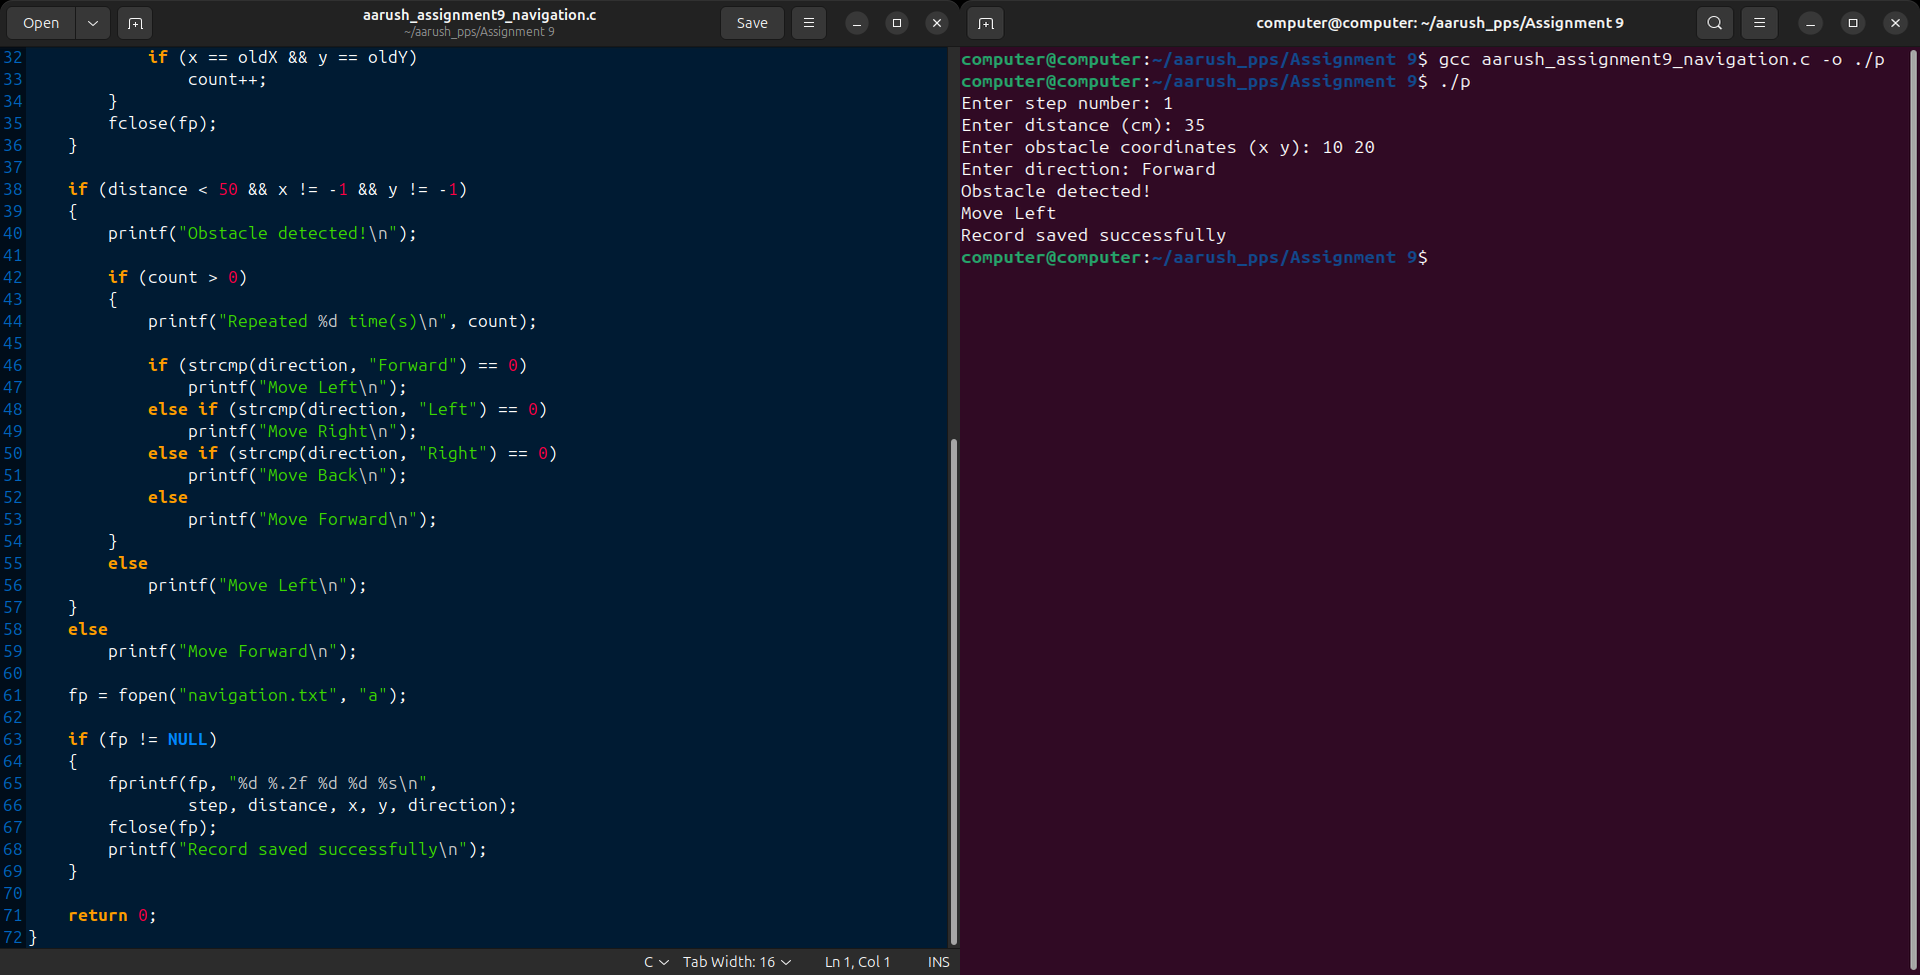 Open
aarush_assignment9_navigation.c
~/aarush_pps/Assignment 9
Save
32 if (x == oldX && y == oldY)
33 count++;
34 }
35 fclose(fp);
36 }
37
38 if (distance < 50 && x != -1 && y != -1)
39 {
40 printf("Obstacle detected!\n");
41
42 if (count > 0)
43 {
44 printf("Repeated %d time(s)\n", count);
45
46 if (strcmp(direction, "Forward") == 0)
47 printf("Move Left\n");
48 else if (strcmp(direction, "Left") == 0)
49 printf("Move Right\n");
50 else if (strcmp(direction, "Right") == 0)
51 printf("Move Back\n");
52 else
53 printf("Move Forward\n");
54 }
55 else
56 printf("Move Left\n");
57 }
58 else
59 printf("Move Forward\n");
60
61 fp = fopen("navigation.txt", "a");
62
63 if (fp != NULL)
64 {
65 fprintf(fp, "%d %.2f %d %d %s\n",
66 step, distance, x, y, direction);
67 fclose(fp);
68 printf("Record saved successfully\n");
69 }
70
71 return 0;
72 }
C Tab Width: 16 Ln 1, Col 1 INS
computer@computer: ~/aarush_pps/Assignment 9
computer@computer:~/aarush_pps/Assignment 9$ gcc aarush_assignment9_navigation.c -o ./p
computer@computer:~/aarush_pps/Assignment 9$ ./p
Enter step number: 1
Enter distance (cm): 35
Enter obstacle coordinates (x y): 10 20
Enter direction: Forward
Obstacle detected!
Move Left
Record saved successfully
computer@computer:~/aarush_pps/Assignment 9$